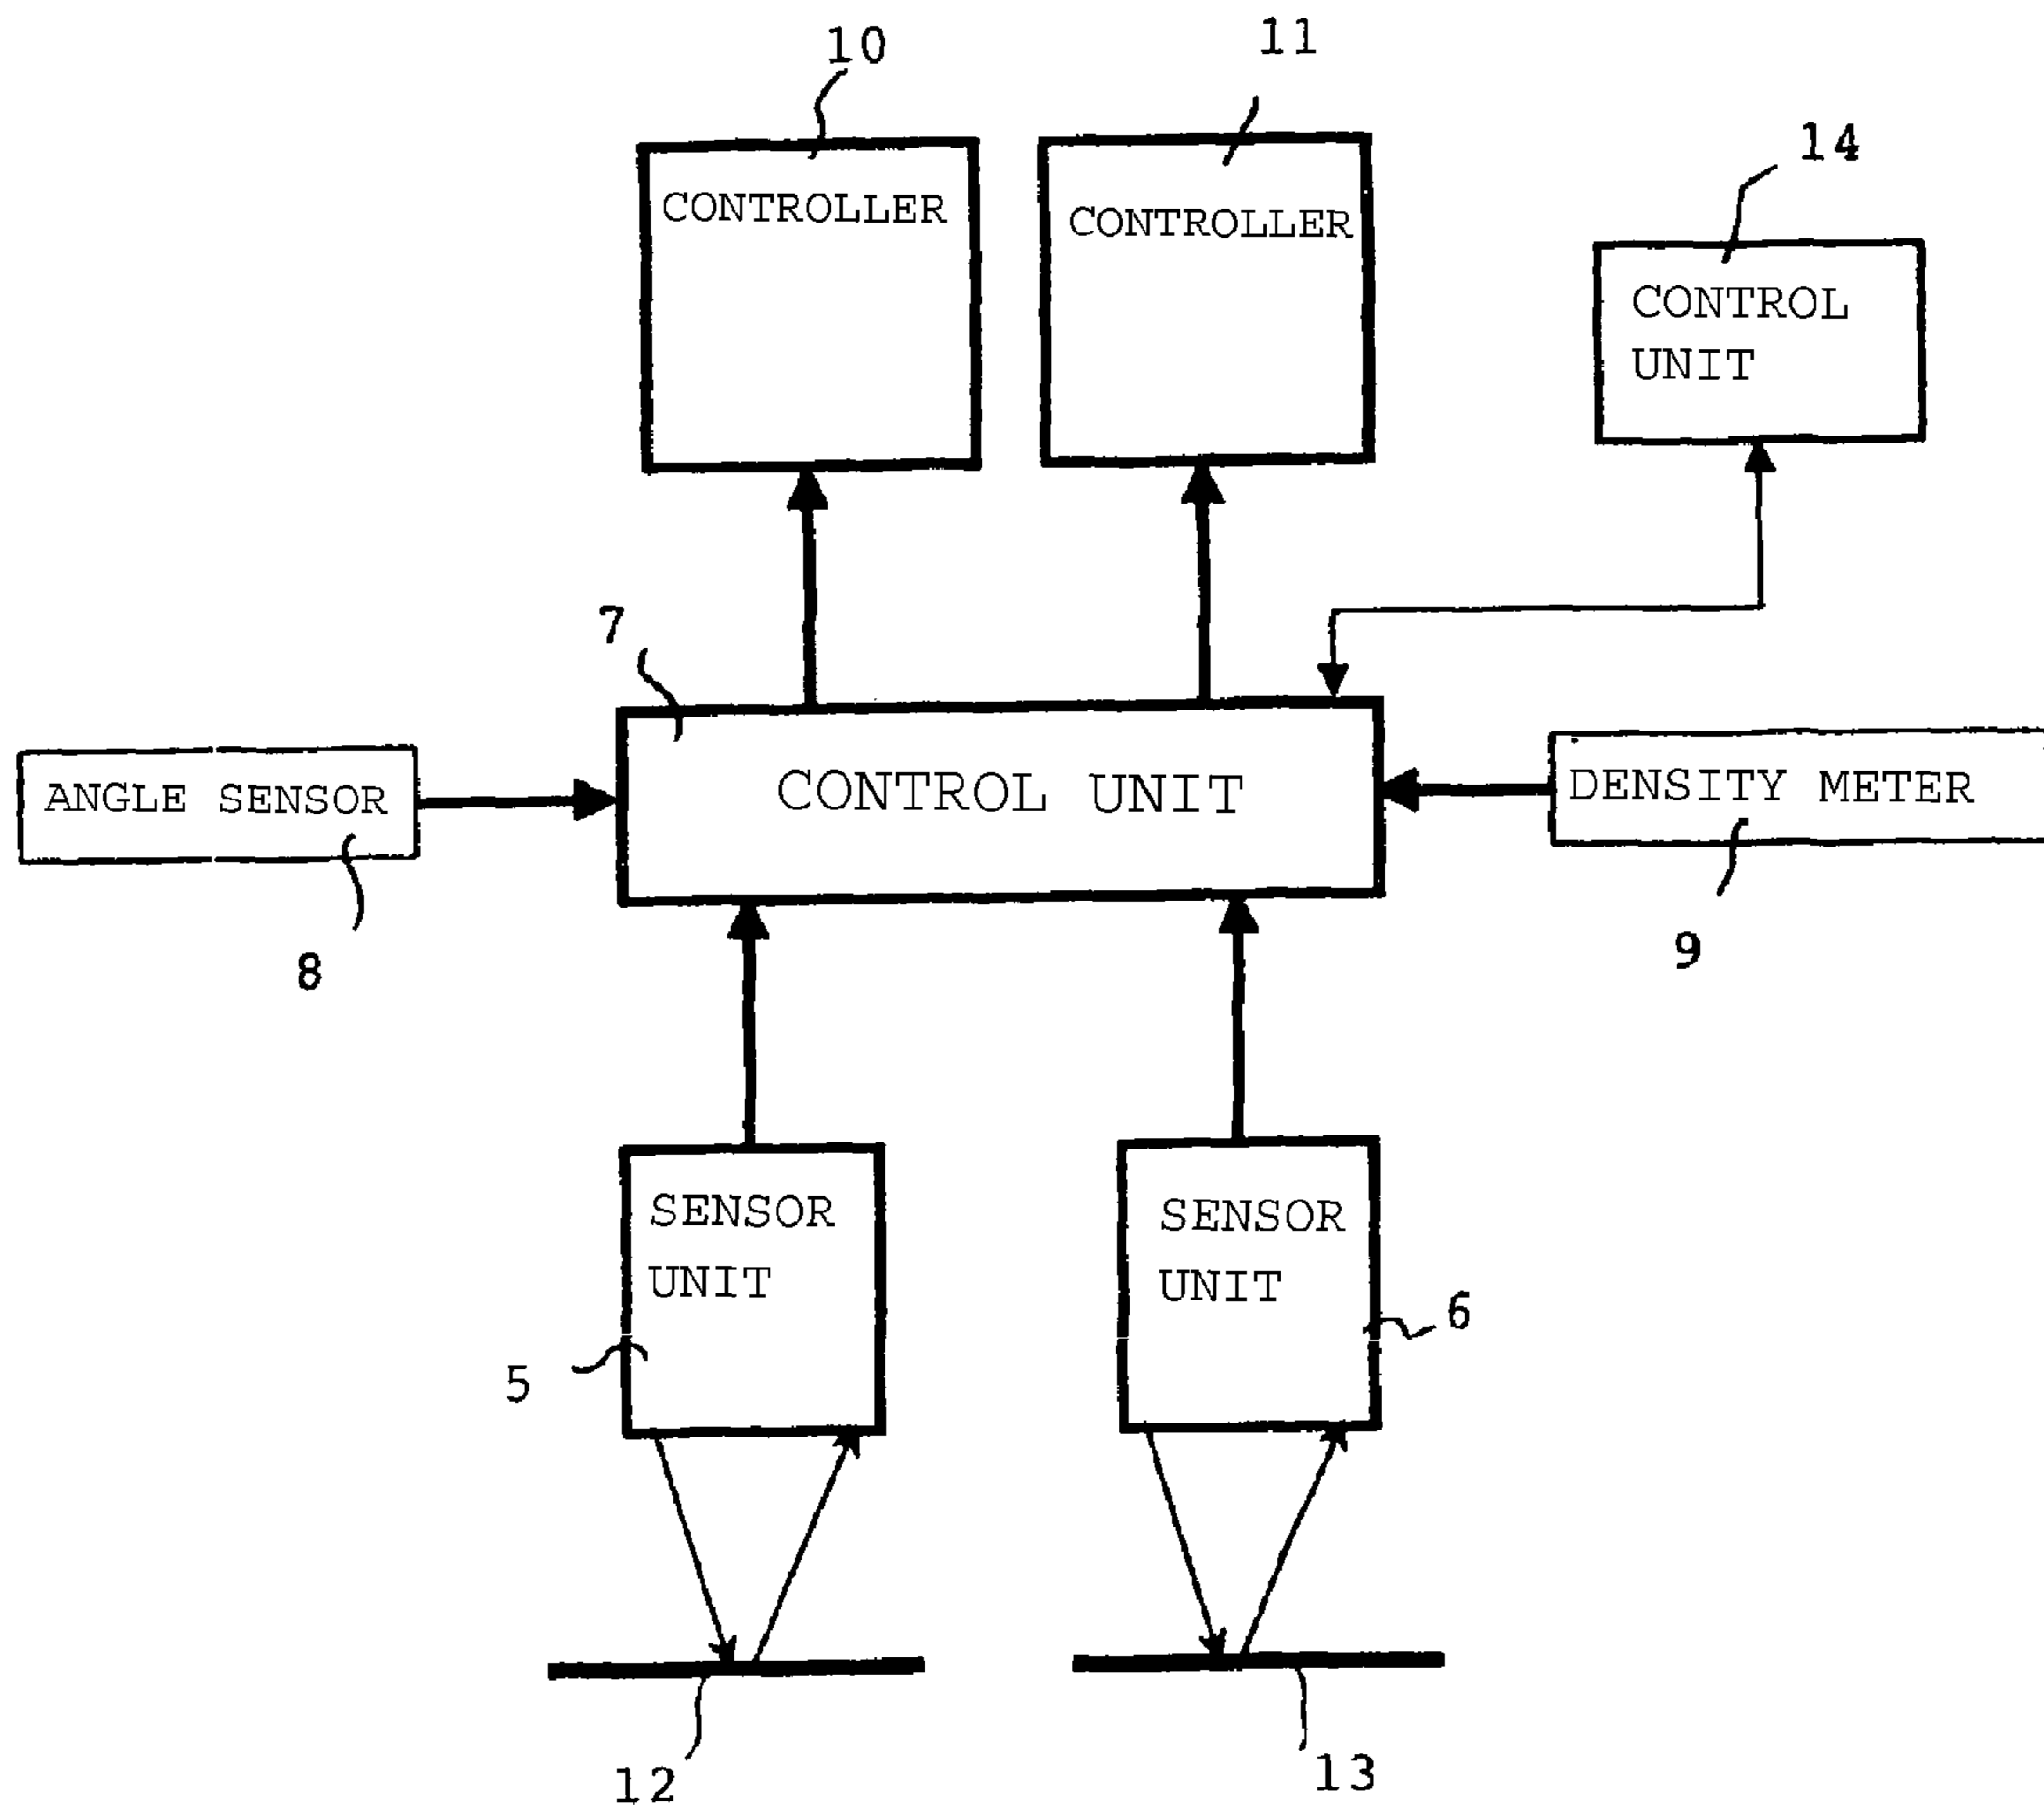 10
11
14
CONTROLLER
CONTROLLER
CONTROL
UNIT
7
ANGLE SENSOR
CONTROL UNIT
DENSITY METER
8
9
SENSOR
UNIT
SENSOR
UNIT
5
6
12
13